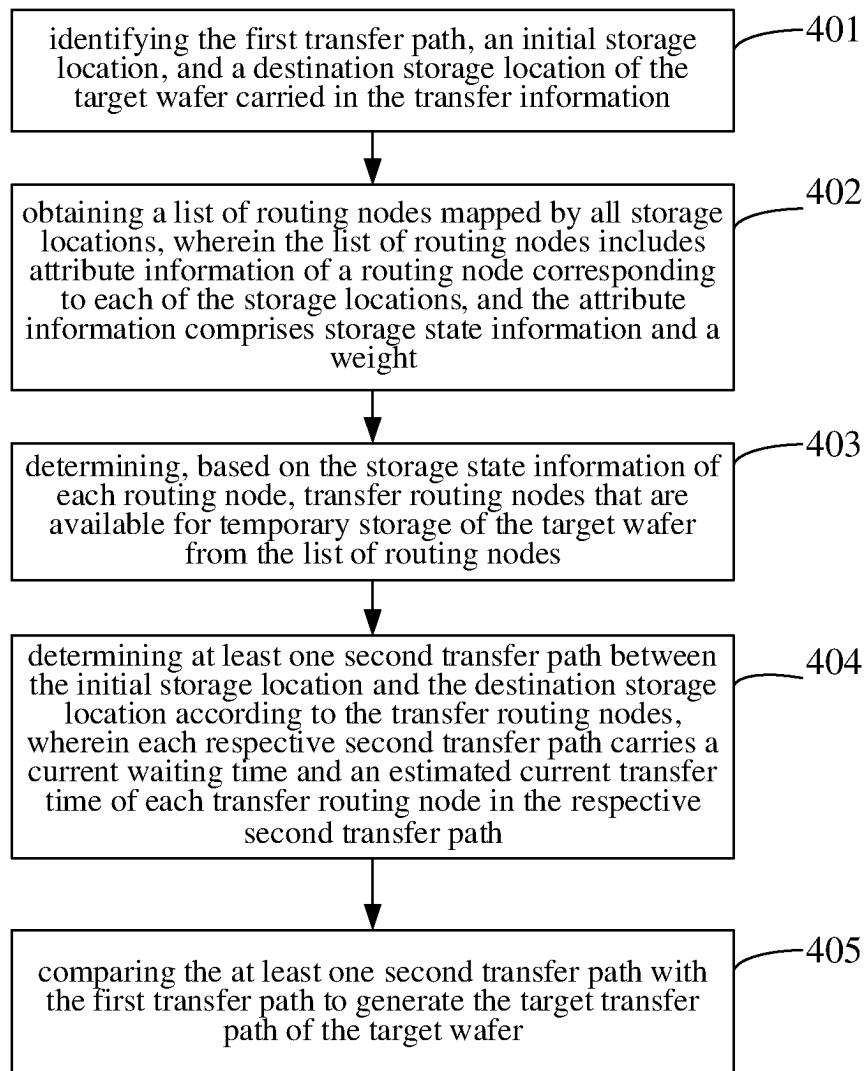 identifying the first transfer path, an initial storage
location, and a destination storage location of the
target wafer carried in the transfer information
401
obtaining a list of routing nodes mapped by all storage
locations, wherein the list of routing nodes includes
attribute information of a routing node corresponding
to each of the storage locations, and the attribute
information comprises storage state information and a
weight
402
determining, based on the storage state information of
each routing node, transfer routing nodes that are
available for temporary storage of the target wafer
from the list of routing nodes
403
determining at least one second transfer path between
the initial storage location and the destination storage
location according to the transfer routing nodes,
wherein each respective second transfer path carries a
current waiting time and an estimated current transfer
time of each transfer routing node in the respective
second transfer path
404
comparing the at least one second transfer path with
the first transfer path to generate the target transfer
path of the target wafer
405